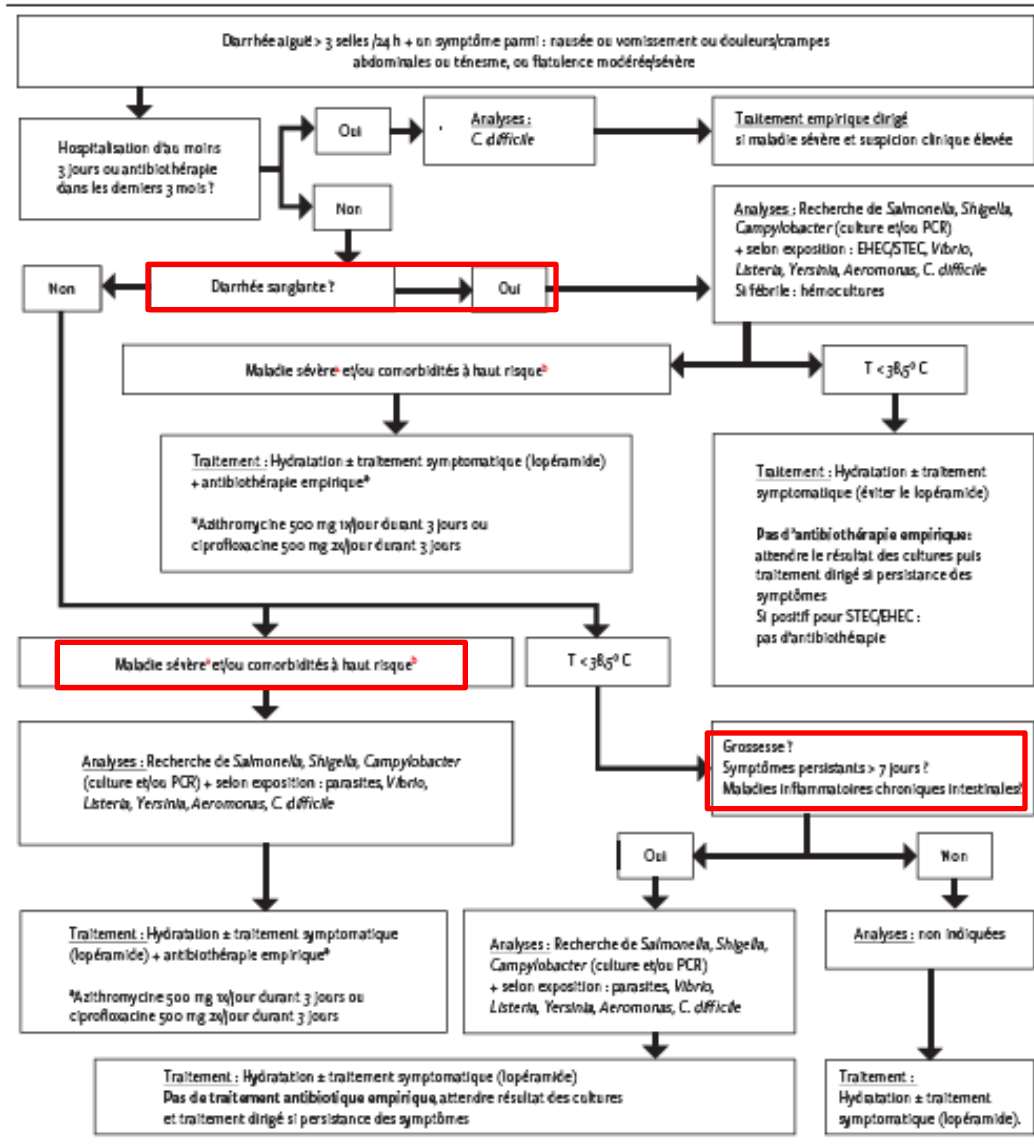 Diarrhée aiguë > 3 selles /24 h + un symptôme parmi : nausée ou vomissement ou douleurs/crampes
abdominales ou ténesme, ou flatulence modérée/sévère
Hospitalisation d'au moins
3 jours ou antibiothérapie
dans les derniers 3 mois ?
Oui
Analyses :
C. difficile
Traitement empirique dirigé
si maladie sévère et suspicion clinique élevée
Non
Analyses : Recherche de Salmonella, Shigella,
Campylobacter (culture et/ou PCR)
+ selon exposition : EHEC/STEC, Vibrio,
Listeria, Yersinia, Aeromonas, C. difficile
Si fébrile : hémocultures
Non
Diarrhée sanglante ?
Oui
Maladie sévèreᵃ et/ou comorbidités à haut risqueᵇ
T < 38,5º C
Traitement : Hydratation ± traitement symptomatique (lopéramide)
+ antibiothérapie empirique*
*Azithromycine 500 mg 1x/jour durant 3 jours ou
ciprofloxacine 500 mg 2x/jour durant 3 jours
Traitement : Hydratation ± traitement
symptomatique (éviter le lopéramide)
Pas d'antibiothérapie empirique :
attendre le résultat des cultures puis
traitement dirigé si persistance des
symptômes
Si positif pour STEC/EHEC :
pas d'antibiothérapie
Maladie sévèreᵃ et/ou comorbidités à haut risqueᵇ
T < 38,5º C
Analyses : Recherche de Salmonella, Shigella, Campylobacter
(culture et/ou PCR) + selon exposition : parasites, Vibrio,
Listeria, Yersinia, Aeromonas, C. difficile
Grossesse ?
Symptômes persistants > 7 jours ?
Maladies inflammatoires chroniques intestinales?
Oui
Non
Traitement : Hydratation ± traitement symptomatique
(lopéramide) + antibiothérapie empirique*
*Azithromycine 500 mg 1x/jour durant 3 jours ou
ciprofloxacine 500 mg 2x/jour durant 3 jours
Analyses : Recherche de Salmonella, Shigella,
Campylobacter (culture et/ou PCR)
+ selon exposition : parasites, Vibrio,
Listeria, Yersinia, Aeromonas, C. difficile
Analyses : non indiquées
Traitement : Hydratation ± traitement symptomatique (lopéramide)
Pas de traitement antibiotique empirique, attendre résultat des cultures
et traitement dirigé si persistance des symptômes
Traitement :
Hydratation ± traitement
symptomatique (lopéramide).